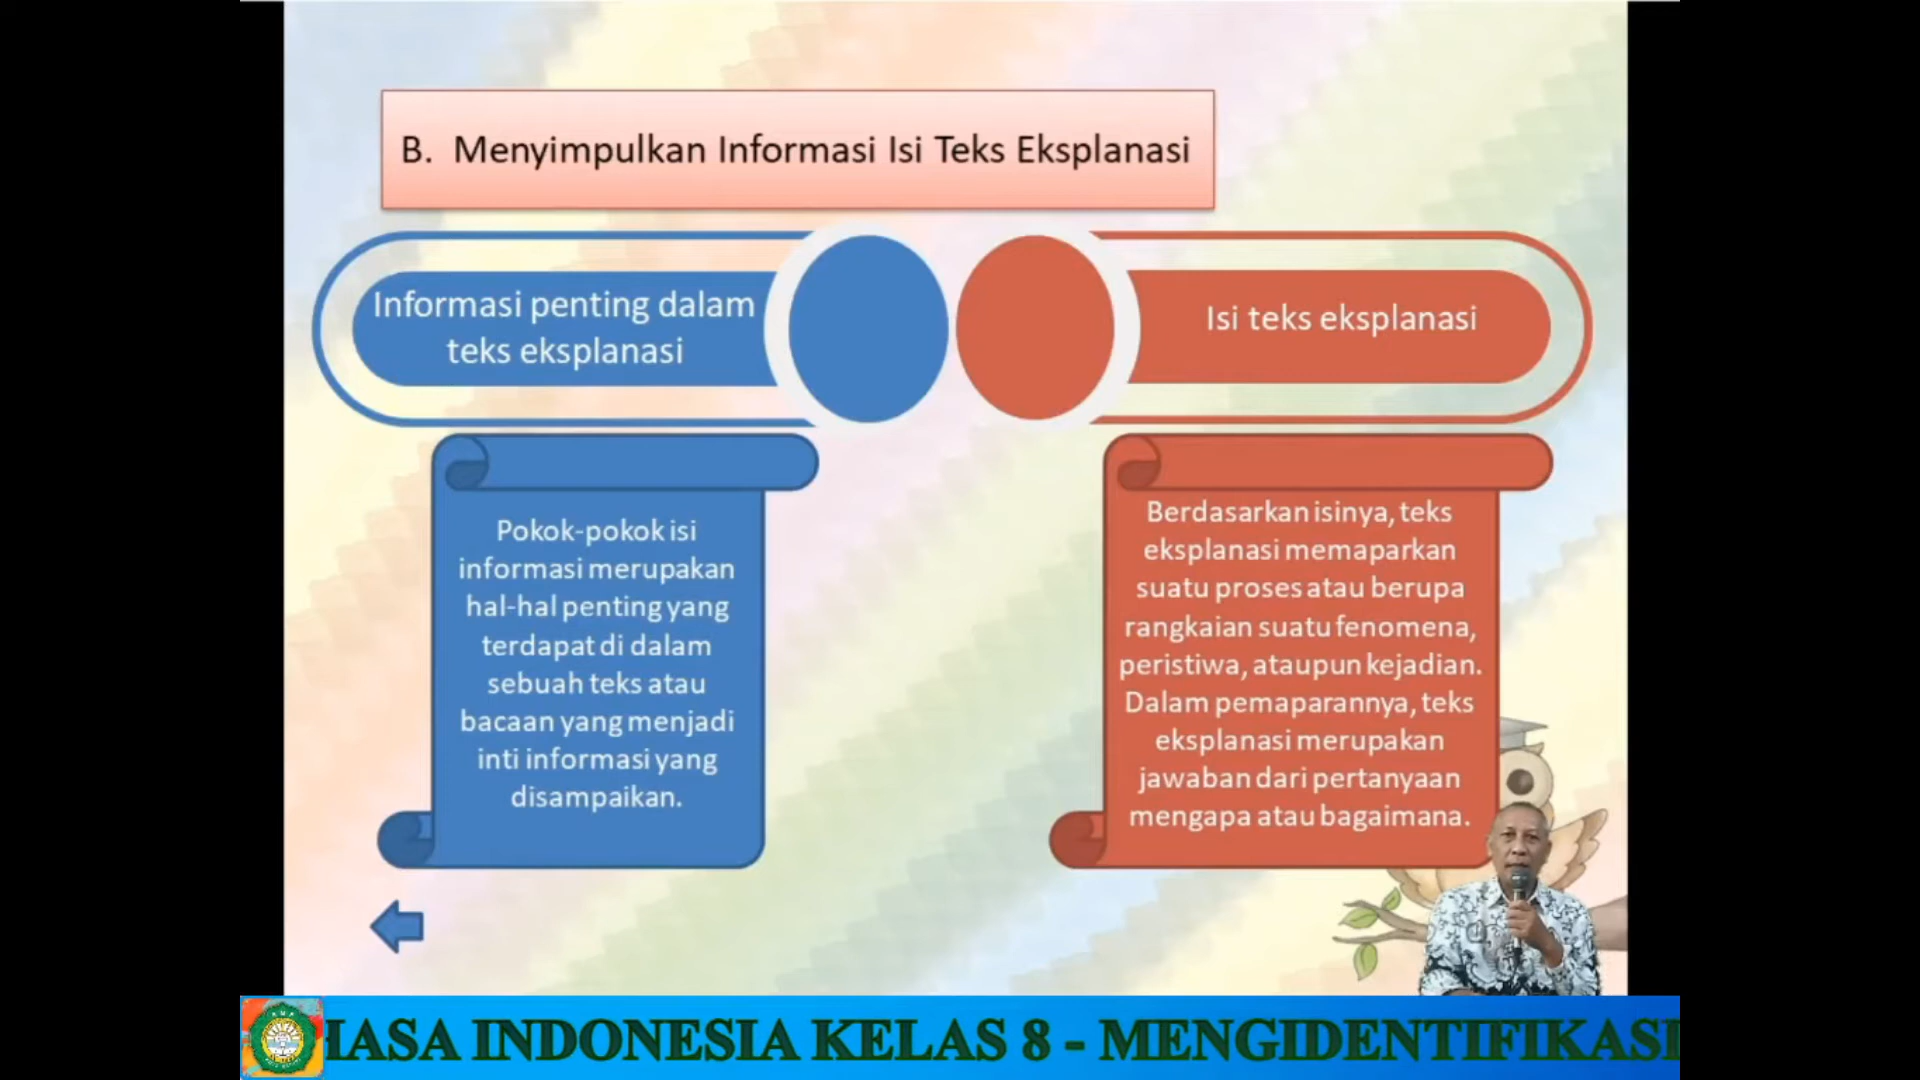 B. Menyimpulkan Informasi Isi Teks Eksplanasi
Informasi penting dalam
teks eksplanasi
Isi teks eksplanasi
Pokok-pokok isi
informasi merupakan
hal-hal penting yang
terdapat di dalam
sebuah teks atau
bacaan yang menjadi
inti informasi yang
disampaikan.
Berdasarkan isinya, teks
eksplanasi memaparkan
suatu proses atau berupa
rangkaian suatu fenomena,
peristiwa, ataupun kejadian.
Dalam pemaparannya, teks
eksplanasi merupakan
jawaban dari pertanyaan
mengapa atau bagaimana.
HASA INDONESIA KELAS 8 - MENGIDENTIFIKASI